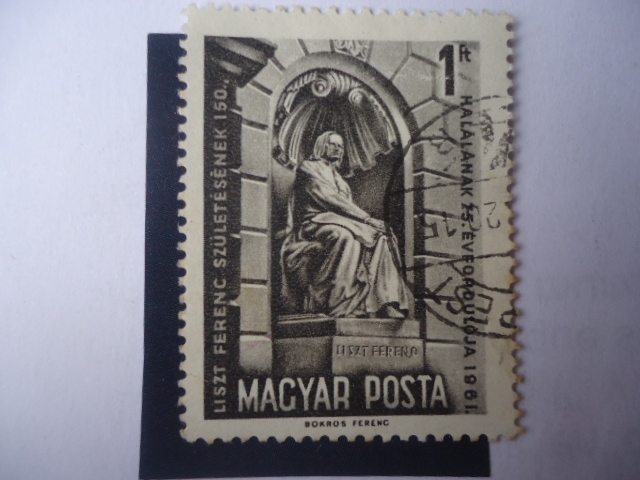 1 Ft
LISZT FERENC SZÜLETÉSÉNEK 150.,
HALÁLÁNAK 75. ÉVFORDULÓJA 1961.
LISZT FERENC
MAGYAR POSTA
BOKROS FERENC